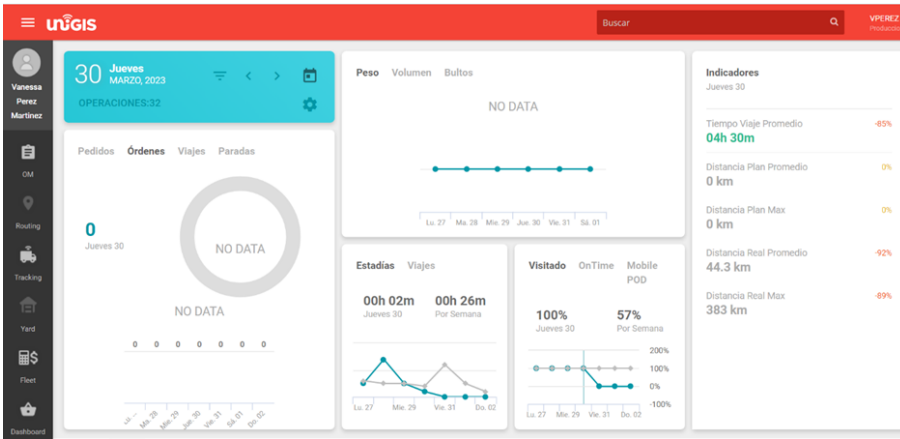 UNIGIS
Buscar
VPEREZ
Vanessa
Perez
Martinez
OM
Routing
Tracking
Yard
Fleet
Dashboard
30 Jueves
MARZO, 2023
OPERACIONES:32
Pedidos Órdenes Viajes Paradas
0
Jueves 30
NO DATA
NO DATA
0 0 0 0 0 0 0
Ma. 28 Mie. 29 Jue. 30 Vie. 31 Sá. 01 Do. 02
Peso Volumen Bultos
NO DATA
Lu. 27 Ma. 28 Mie. 29 Jue. 30 Vie. 31 Sá. 01
Estadías Viajes
00h 02m 00h 26m
Jueves 30 Por Semana
Lu. 27 Mie. 29 Vie. 31 Do. 02
Visitado OnTime Mobile
POD
100% 57%
Jueves 30 Por Semana
200%
100%
0%
-100%
Lu. 27 Mie. 29 Vie. 31 Do. 02
Indicadores
Jueves 30
Tiempo Viaje Promedio -85%
04h 30m
Distancia Plan Promedio 0%
0 km
Distancia Plan Max 0%
0 km
Distancia Real Promedio -92%
44.3 km
Distancia Real Max -89%
383 km